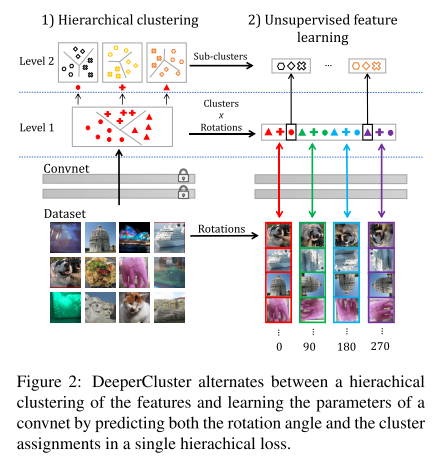 1) Hierarchical clustering
2) Unsupervised feature
learning
Level 2
Sub-clusters
...
Level 1
Clusters
x
Rotations
Convnet
Dataset
Rotations
0
90
180
270
Figure 2: DeeperCluster alternates between a hierachical
clustering of the features and learning the parameters of a
convnet by predicting both the rotation angle and the cluster
assignments in a single hierachical loss.